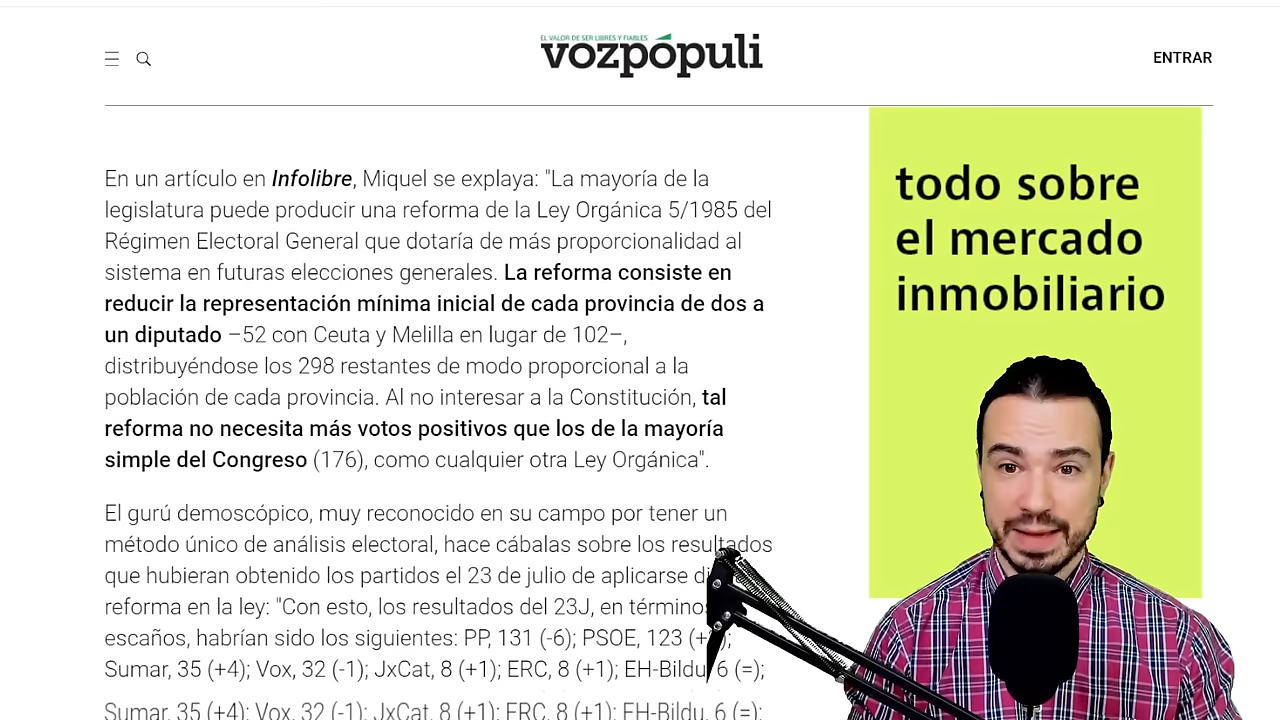 EL VALOR DE SER LIBRES Y FIABLES
vozpópuli
ENTRAR
En un artículo en Infolibre, Miquel se explaya: "La mayoría de la
legislatura puede producir una reforma de la Ley Orgánica 5/1985 del
Régimen Electoral General que dotaría de más proporcionalidad al
sistema en futuras elecciones generales. La reforma consiste en
reducir la representación mínima inicial de cada provincia de dos a
un diputado –52 con Ceuta y Melilla en lugar de 102–,
distribuyéndose los 298 restantes de modo proporcional a la
población de cada provincia. Al no interesar a la Constitución, tal
reforma no necesita más votos positivos que los de la mayoría
simple del Congreso (176), como cualquier otra Ley Orgánica".
El gurú demoscópico, muy reconocido en su campo por tener un
método único de análisis electoral, hace cábalas sobre los resultados
que hubieran obtenido los partidos el 23 de julio de aplicarse
reforma en la ley: "Con esto, los resultados del 23J, en término
escaños, habrían sido los siguientes: PP, 131 (-6); PSOE, 123
Sumar, 35 (+4); Vox, 32 (-1); JxCat, 8 (+1); ERC, 8 (+1); EH-Bildu, 6 (=);
Sumar, 35 (+4); Vox, 32 (-1); JxCat, 8 (+1); ERC, 8 (+1); EH-Bildu, 6 (=);
todo sobre
el mercado
inmobiliario